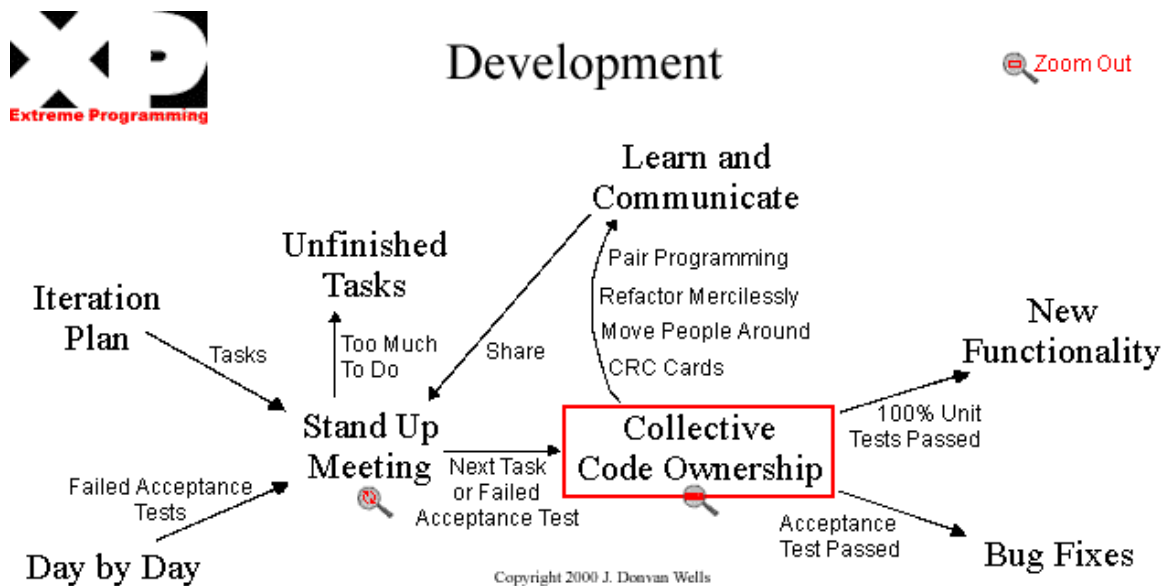 XP
Extreme Programming
Development
Zoom Out
Learn and
Communicate
Unfinished
Tasks
Iteration
Plan
Pair Programming
Refactor Mercilessly
Move People Around
CRC Cards
New
Functionality
Tasks
Too Much
To Do
Share
Stand Up
Meeting
Collective
Code Ownership
100% Unit
Tests Passed
Failed Acceptance
Tests
Next Task
or Failed
Acceptance Test
Acceptance
Test Passed
Day by Day
Bug Fixes
Copyright 2000 J. Donvan Wells